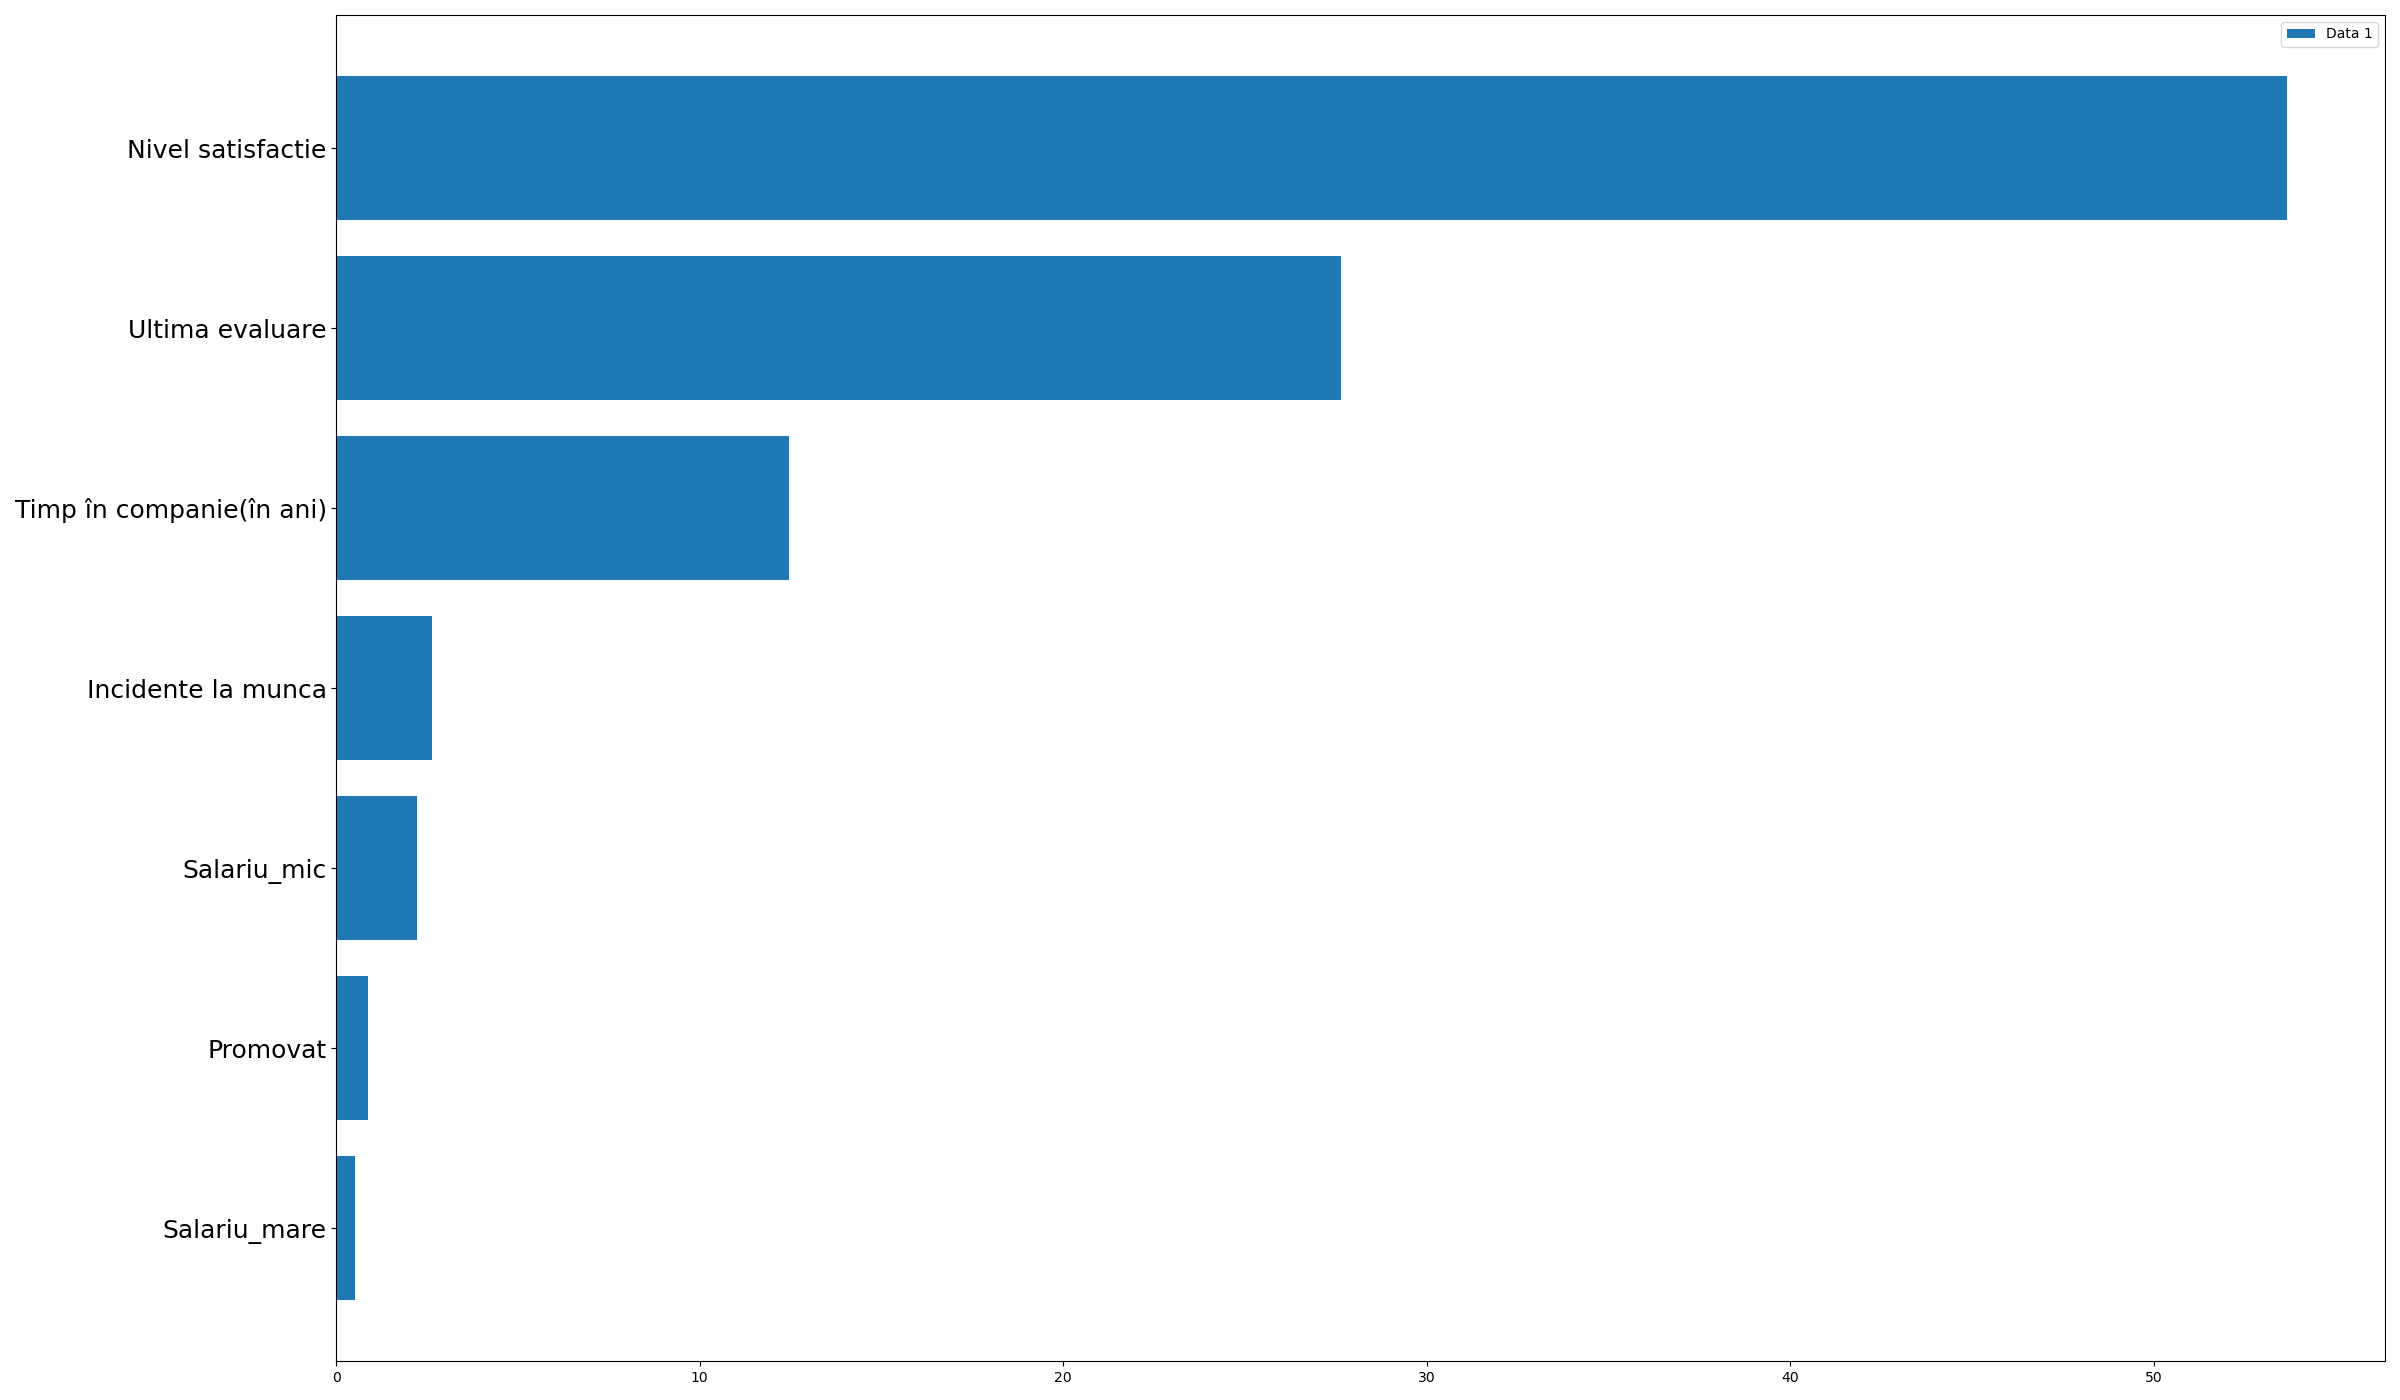 Data 1
Nivel satisfactie
Ultima evaluare
Timp în companie(în ani)
Incidente la munca
Salariu_mic
Promovat
Salariu_mare
0 10 20 30 40 50